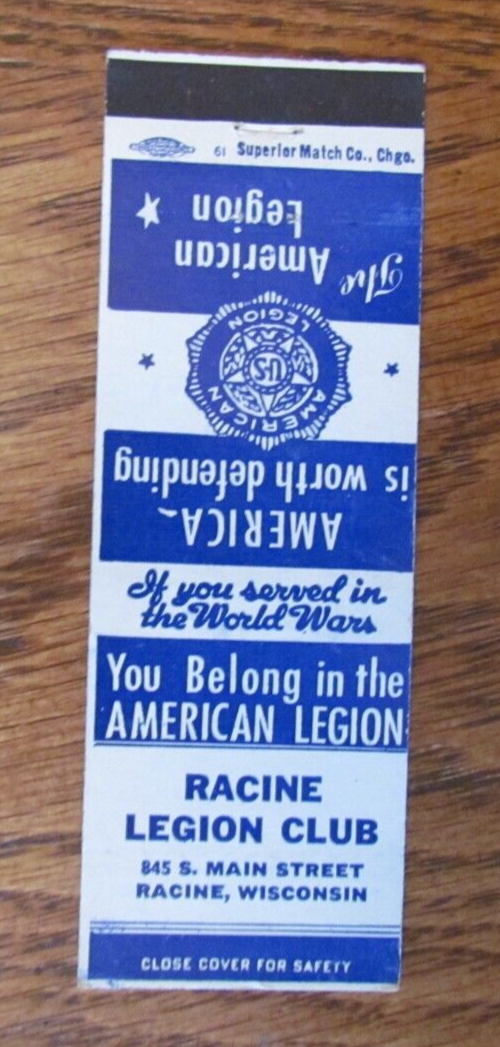 61 Superior Match Co., Chgo.
The American
Legion
AMERICAN LEGION
U.S.
AMERICA
is worth defending
If you served in
the World Wars
You Belong in the
AMERICAN LEGION
RACINE
LEGION CLUB
845 S. MAIN STREET
RACINE, WISCONSIN
CLOSE COVER FOR SAFETY